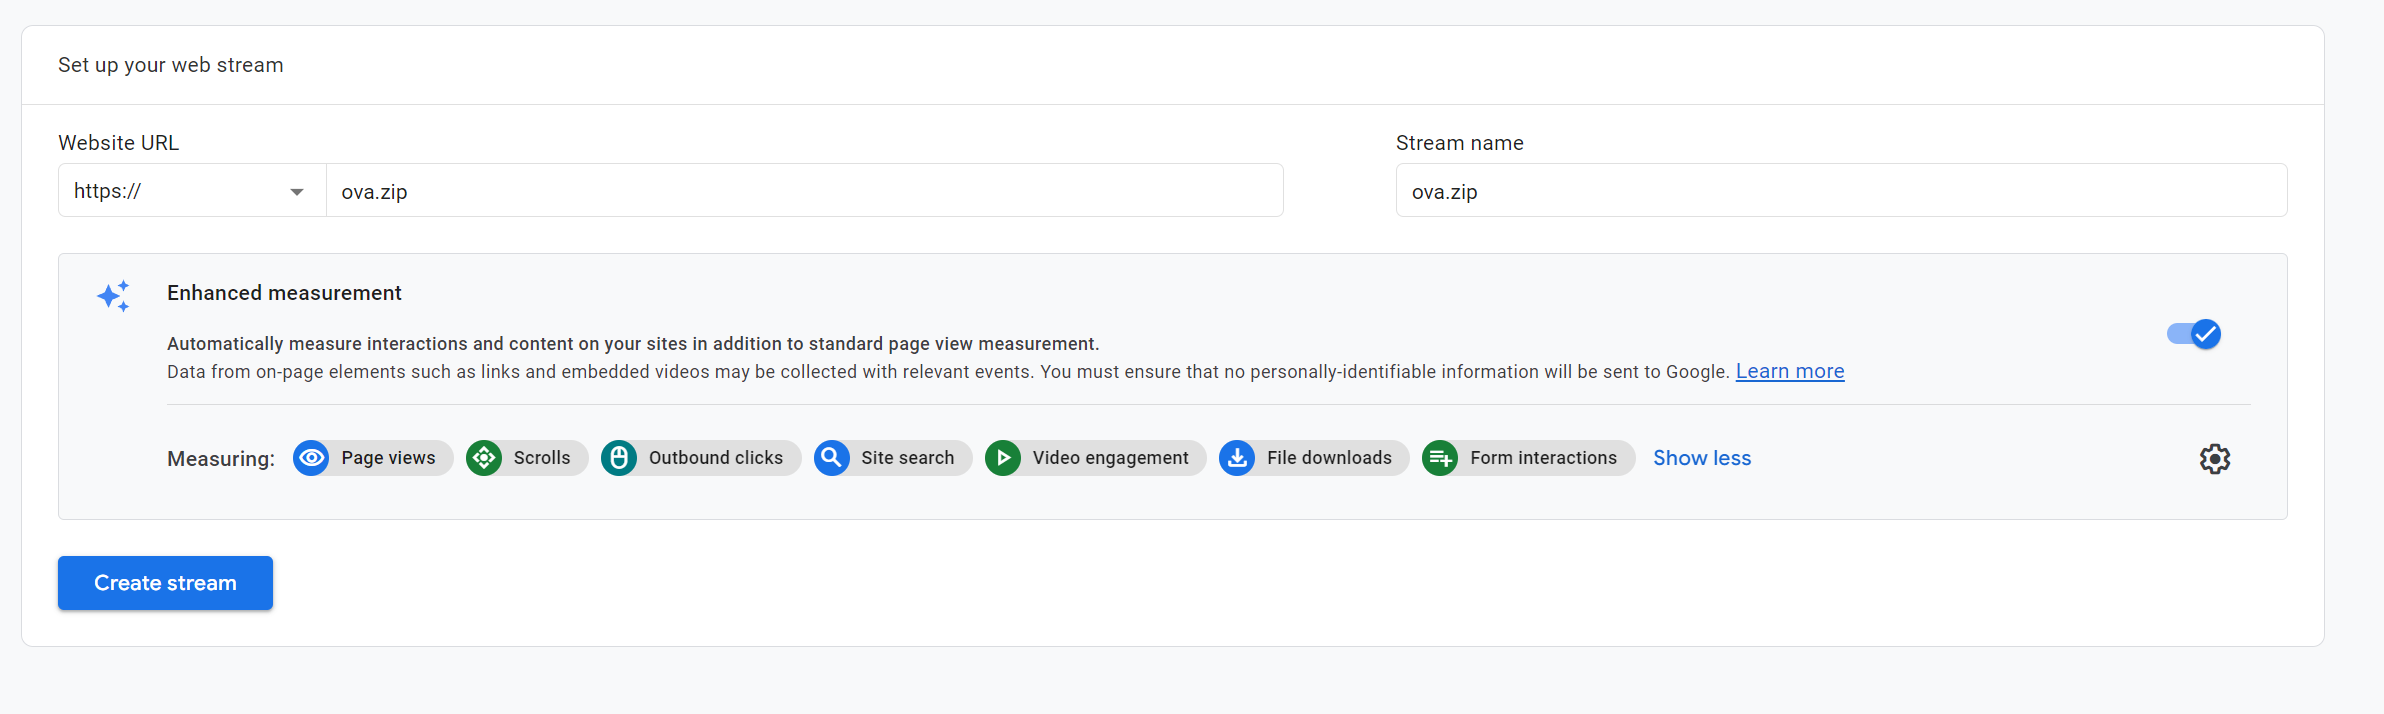 Set up your web stream
Website URL
Stream name
https://
ova.zip
ova.zip
Enhanced measurement
Automatically measure interactions and content on your sites in addition to standard page view measurement.
Data from on-page elements such as links and embedded videos may be collected with relevant events. You must ensure that no personally-identifiable information will be sent to Google. Learn more
Measuring: Page views Scrolls Outbound clicks Site search Video engagement File downloads Form interactions Show less
Create stream